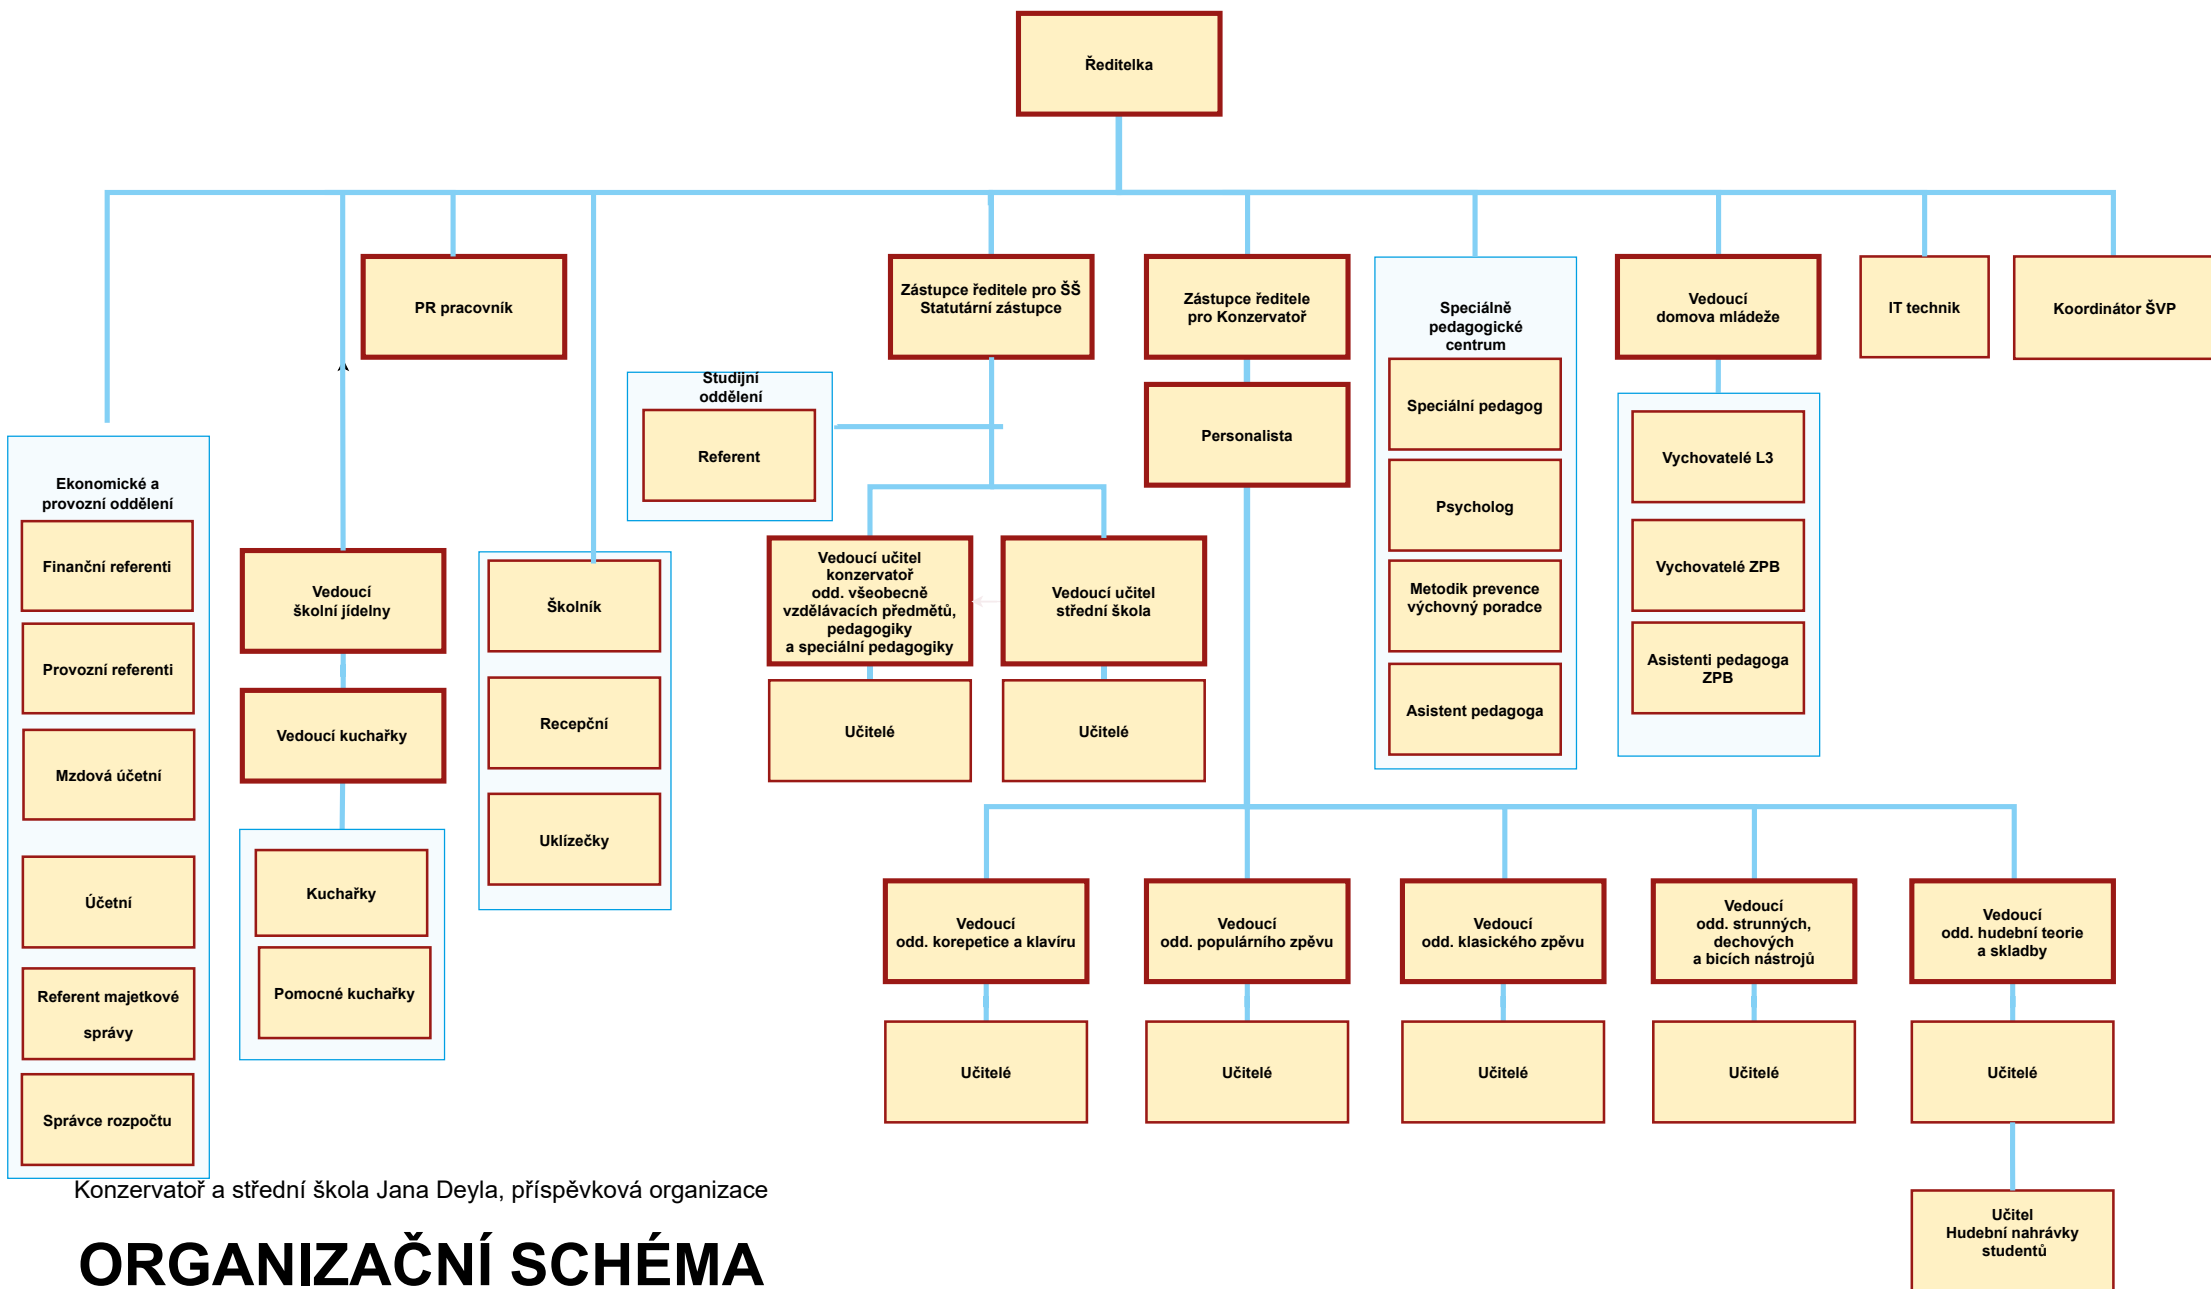 Ředitelka
PR pracovník
Zástupce ředitele pro ŠŠ
Statutární zástupce
Zástupce ředitele
pro Konzervatoř
Speciálně
pedagogické
centrum
Vedoucí
domova mládeže
IT technik
Koordinátor ŠVP
Studijní
oddělení
Referent
Personalista
Speciální pedagog
Psycholog
Metodik prevence
výchovný poradce
Asistent pedagoga
Vychovatelé L3
Vychovatelé ZPB
Asistenti pedagoga
ZPB
Ekonomické a
provozní oddělení
Finanční referenti
Provozní referenti
Mzdová účetní
Účetní
Referent majetkové
správy
Správce rozpočtu
Vedoucí
školní jídelny
Vedoucí kuchařky
Kuchařky
Pomocné kuchařky
Školník
Recepční
Uklízečky
Vedoucí učitel
konzervatoř
odd. všeobecně
vzdělávacích předmětů,
pedagogiky
a speciální pedagogiky
Učitelé
Vedoucí učitel
střední škola
Učitelé
Vedoucí
odd. korepetice a klavíru
Vedoucí
odd. populárního zpěvu
Vedoucí
odd. klasického zpěvu
Vedoucí
odd. strunných,
dechových
a bicích nástrojů
Vedoucí
odd. hudební teorie
a skladby
Učitelé
Učitelé
Učitelé
Učitelé
Učitelé
Učitel
Hudební nahrávky
studentů
Konzervatoř a střední škola Jana Deyla, příspěvková organizace
ORGANIZAČNÍ SCHÉMA